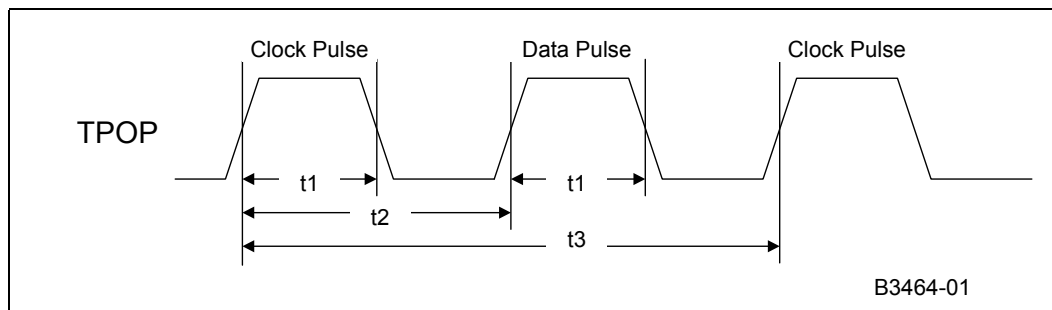 Clock Pulse Data Pulse Clock Pulse
TPOP
t1 t1
t2
t3
B3464-01